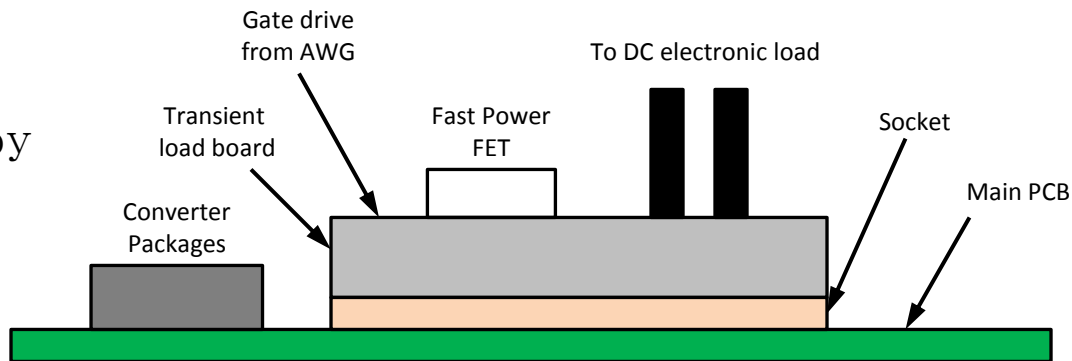 Gate drive
from AWG
To DC electronic load
Transient
load board
Fast Power
FET
Socket
by
Main PCB
Converter
Packages